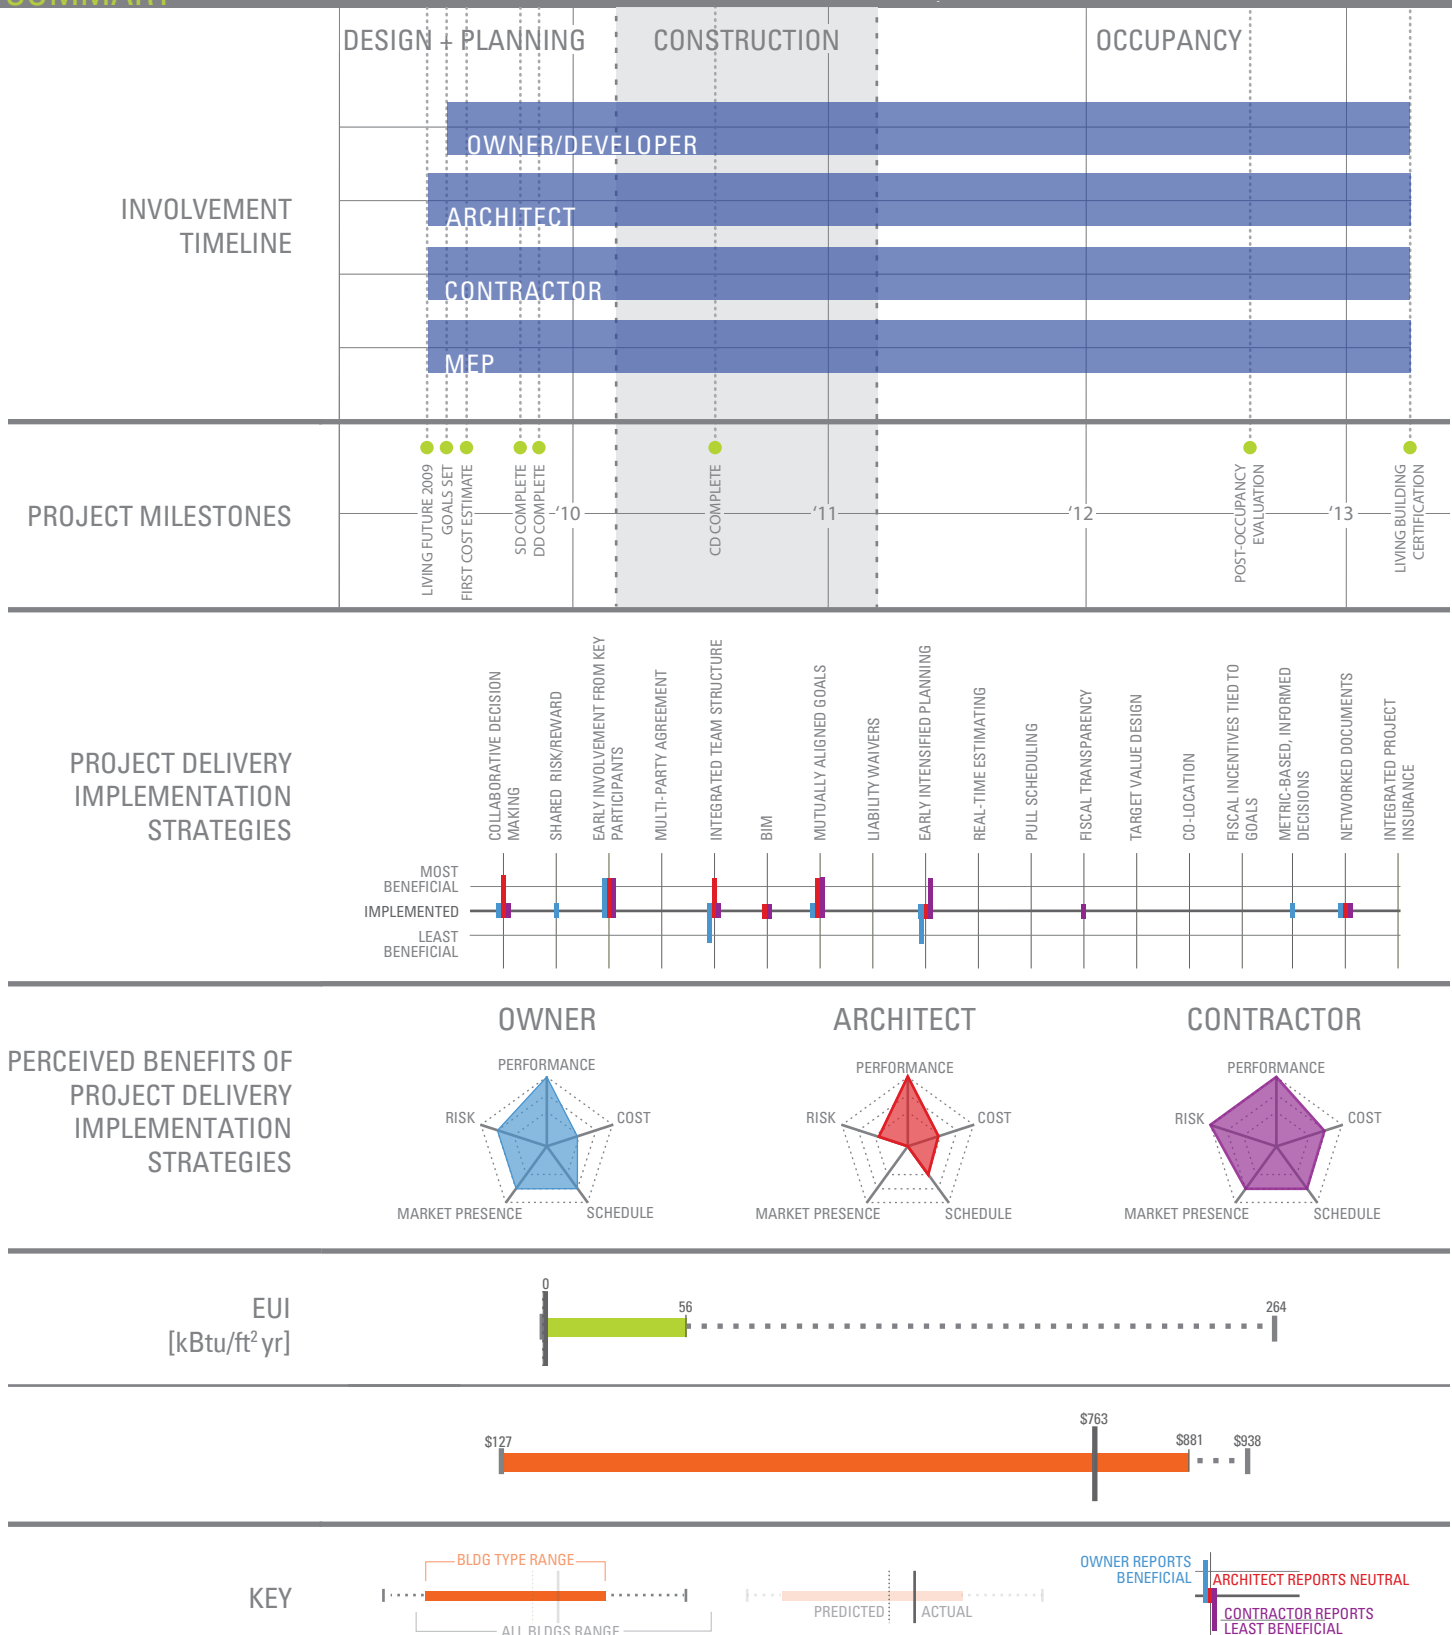 SUMMARY
DESIGN + PLANNING
CONSTRUCTION
OCCUPANCY
INVOLVEMENT
TIMELINE
OWNER/DEVELOPER
ARCHITECT
CONTRACTOR
MEP
PROJECT MILESTONES
LIVING FUTURE 2009
GOALS SET
FIRST COST ESTIMATE
SD COMPLETE
DD COMPLETE
‘10
CD COMPLETE
‘11
‘12
POST-OCCUPANCY
EVALUATION
‘13
LIVING BUILDING
CERTIFICATION
PROJECT DELIVERY
IMPLEMENTATION
STRATEGIES
COLLABORATIVE DECISION
MAKING
SHARED RISK/REWARD
EARLY INVOLVEMENT FROM KEY
PARTICIPANTS
MULTI-PARTY AGREEMENT
INTEGRATED TEAM STRUCTURE
BIM
MUTUALLY ALIGNED GOALS
LIABILITY WAIVERS
EARLY INTENSIFIED PLANNING
REAL-TIME ESTIMATING
PULL SCHEDULING
FISCAL TRANSPARENCY
TARGET VALUE DESIGN
CO-LOCATION
FISCAL INCENTIVES TIED TO
GOALS
METRIC-BASED, INFORMED
DECISIONS
NETWORKED DOCUMENTS
INTEGRATED PROJECT
INSURANCE
MOST
BENEFICIAL
IMPLEMENTED
LEAST
BENEFICIAL
PERCEIVED BENEFITS OF
PROJECT DELIVERY
IMPLEMENTATION
STRATEGIES
OWNER
PERFORMANCE
RISK
COST
MARKET PRESENCE
SCHEDULE
ARCHITECT
PERFORMANCE
RISK
COST
MARKET PRESENCE
SCHEDULE
CONTRACTOR
PERFORMANCE
RISK
COST
MARKET PRESENCE
SCHEDULE
EUI
[kBtu/ft² yr]
0
56
264
$127
$763
$881
$938
KEY
BLDG TYPE RANGE
ALL BLDGS RANGE
PREDICTED
ACTUAL
OWNER REPORTS
BENEFICIAL
ARCHITECT REPORTS NEUTRAL
CONTRACTOR REPORTS
LEAST BENEFICIAL